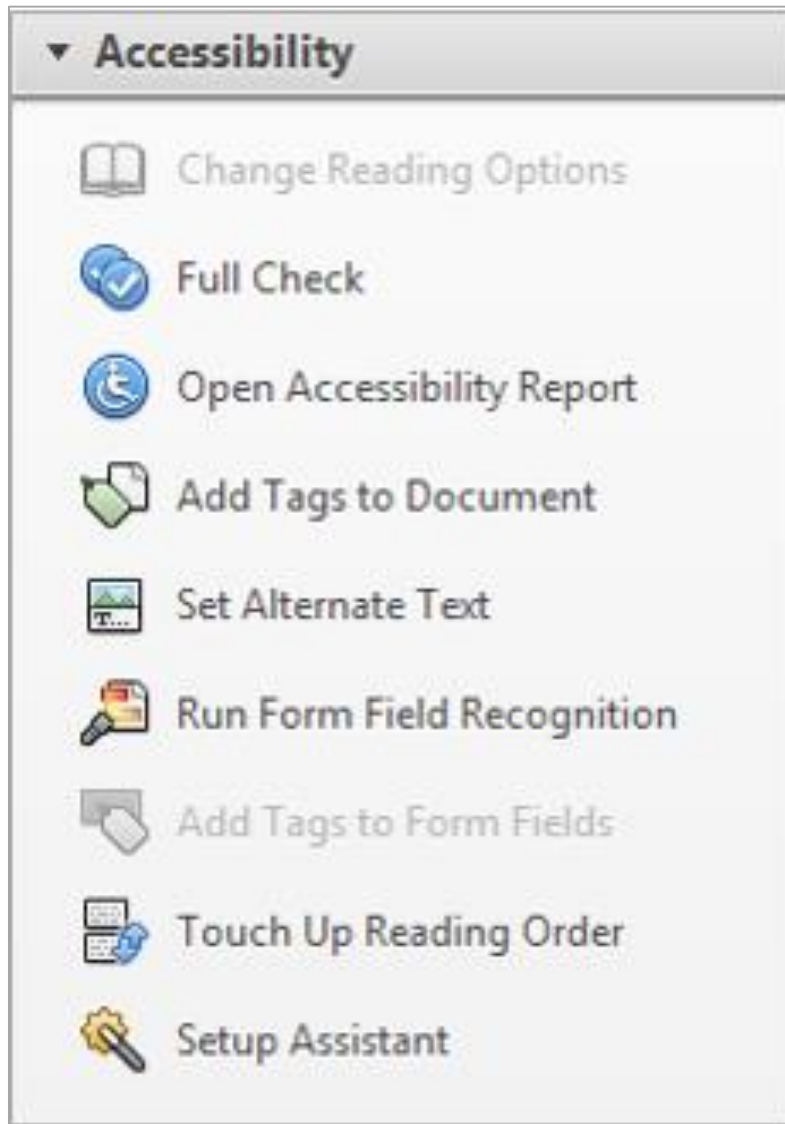 Accessibility
Change Reading Options
Full Check
Open Accessibility Report
Add Tags to Document
T...
Set Alternate Text
Run Form Field Recognition
Add Tags to Form Fields
Touch Up Reading Order
Setup Assistant